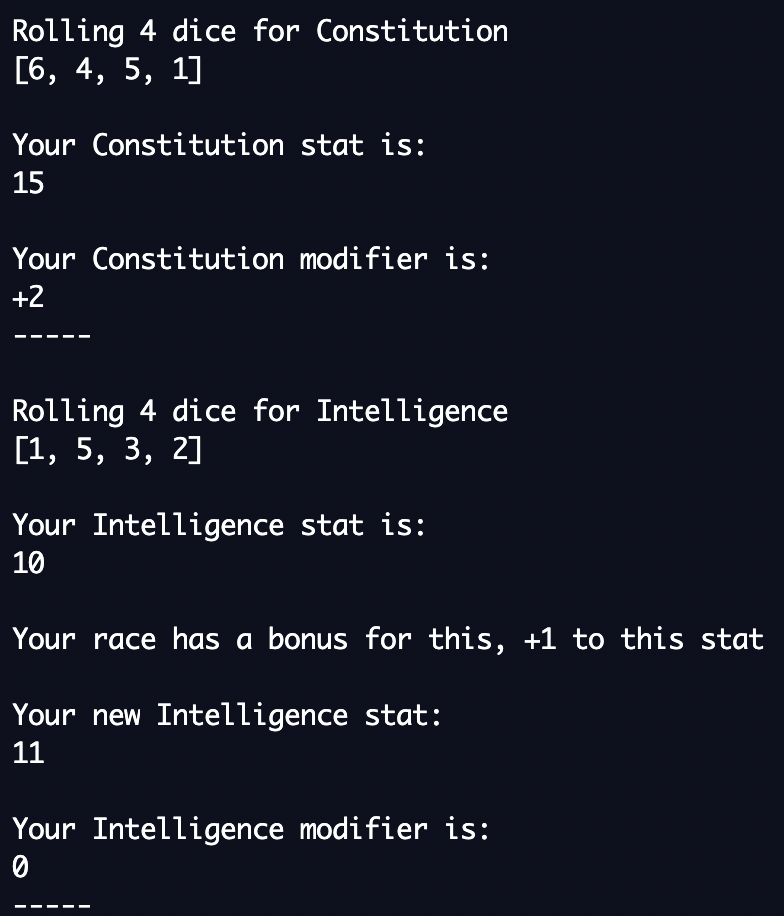 Rolling 4 dice for Constitution
[6, 4, 5, 1]
Your Constitution stat is:
15
Your Constitution modifier is:
+2
-----
Rolling 4 dice for Intelligence
[1, 5, 3, 2]
Your Intelligence stat is:
10
Your race has a bonus for this, +1 to this stat
Your new Intelligence stat:
11
Your Intelligence modifier is:
0
-----